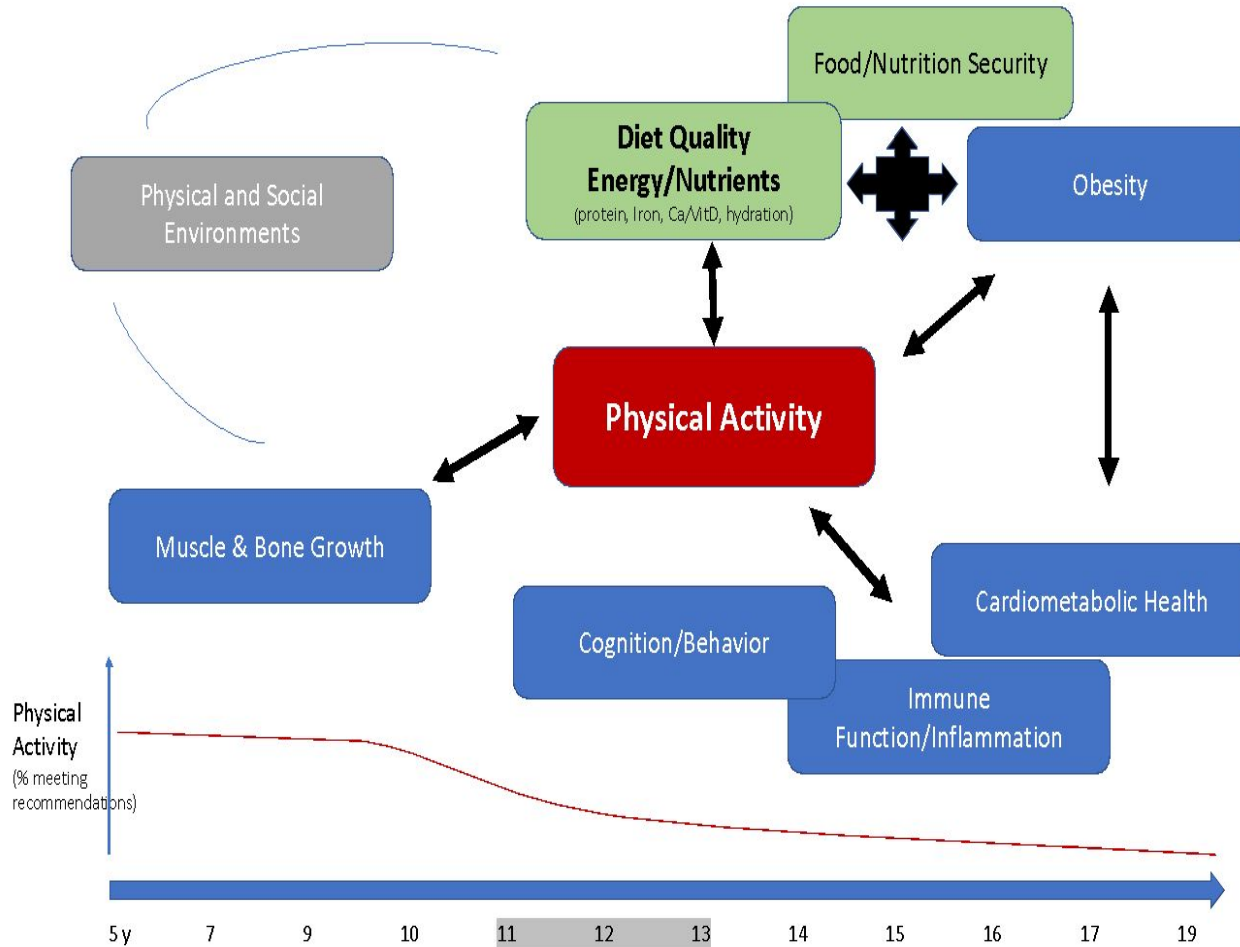 Food/Nutrition Security
Diet Quality
Energy/Nutrients
(protein, Iron, Ca/VitD, hydration)
Obesity
Physical and Social
Environments
Physical Activity
Muscle & Bone Growth
Cardiometabolic Health
Cognition/Behavior
Immune
Function/Inflammation
Physical
Activity
(% meeting
recommendations)
5 y 7 9 10 11 12 13 14 15 16 17 19